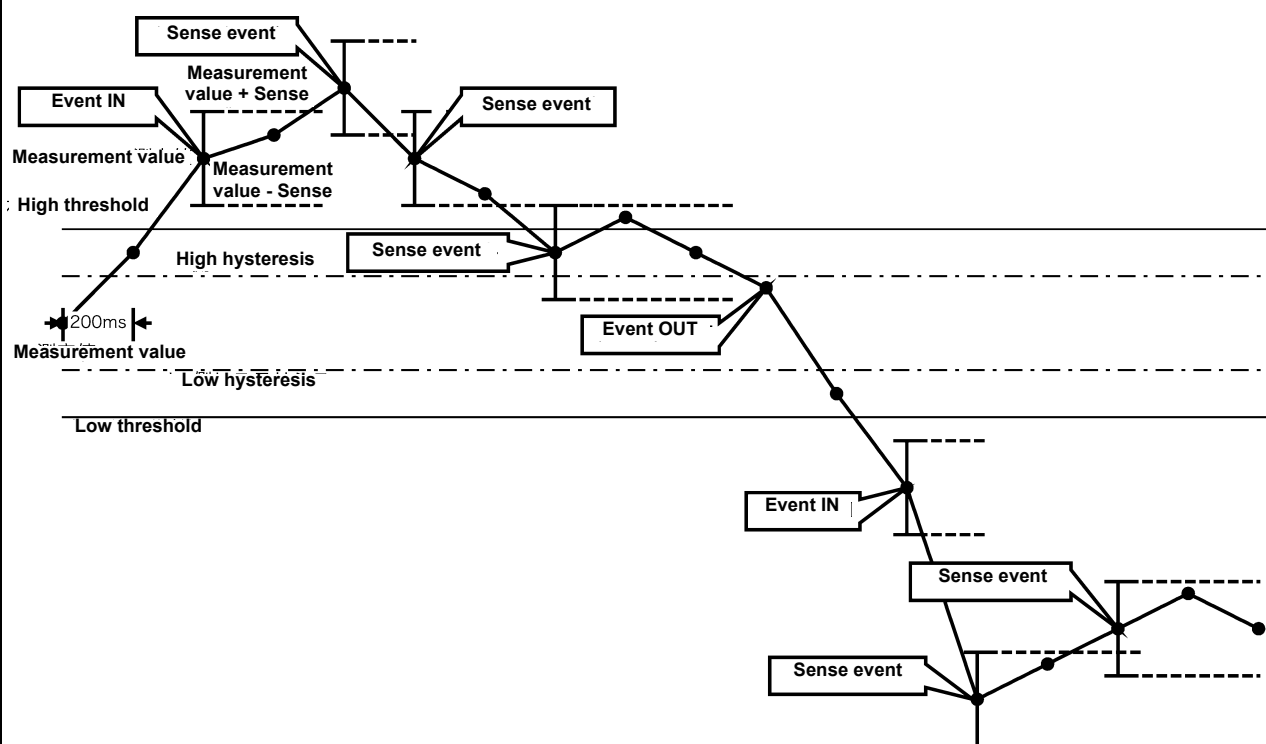 Sense event
Measurement
value + Sense
Event IN
Sense event
Measurement value
Measurement
value - Sense
High threshold
Sense event
High hysteresis
200ms
Event OUT
Measurement value
Low hysteresis
Low threshold
Event IN
Sense event
Sense event